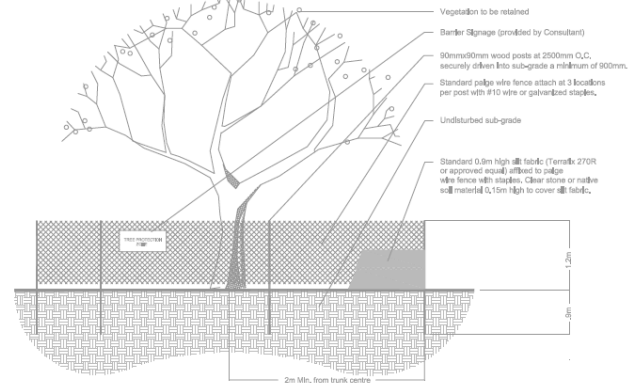 Vegetation to be retained
Barrier Signage (provided by Consultant)
90mmx90mm wood posts at 2500mm O.C.
securely driven into sub-grade a minimum of 900mm.
Standard paige wire fence attach at 3 locations
per post with #10 wire or galvanized staples.
Undisturbed sub-grade
Standard 0.9m high silt fabric (Terrafix 270R
or approved equal) affixed to paige
wire fence with staples. Clear stone or native
soil material 0.15m high to cover silt fabric.
TREE PROTECTION
1.2m
.9m
2m Min. from trunk centre